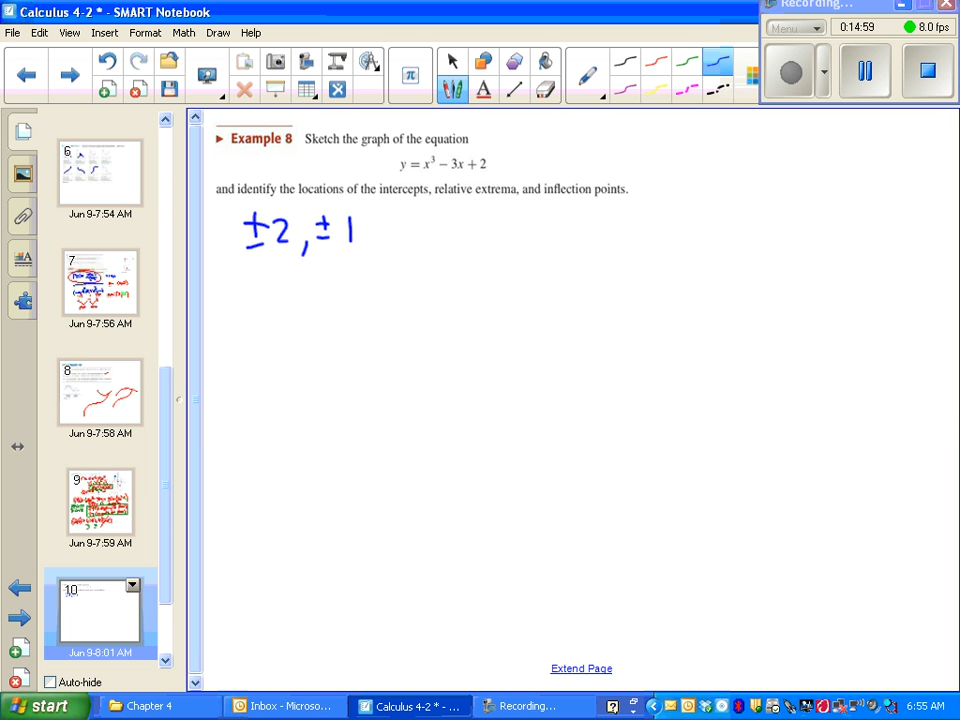 Calculus 4-2 * - SMART Notebook
Recording...
File Edit View Insert Format Math Draw Help
Menu 0:14:59 8.0 fps
π A
▶ Example 8 Sketch the graph of the equation
y = x³ − 3x + 2
and identify the locations of the intercepts, relative extrema, and inflection points.
±2, ±1
6
Jun 9-7:54 AM
7
Jun 9-7:56 AM
8
Jun 9-7:58 AM
9
Jun 9-7:59 AM
10
Jun 9-8:01 AM
Auto-hide
Extend Page
start Chapter 4 Inbox - Microso... Calculus 4-2 * - ... Recording... 6:55 AM